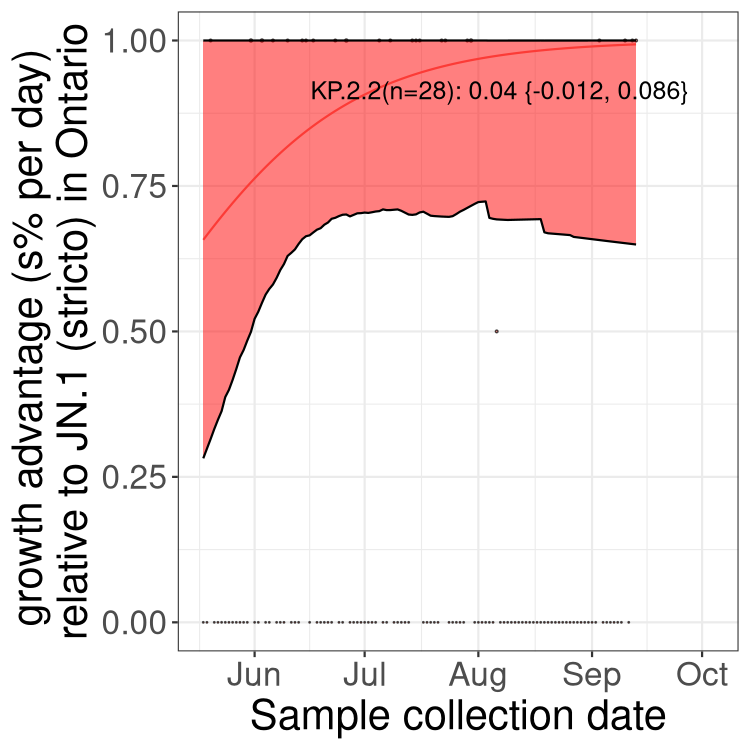 growth advantage (s% per day)
relative to JN.1 (stricto) in Ontario
1.00
0.75
0.50
0.25
0.00
KP.2.2(n=28): 0.04 {-0.012, 0.086}
Jun Jul Aug Sep Oct
Sample collection date